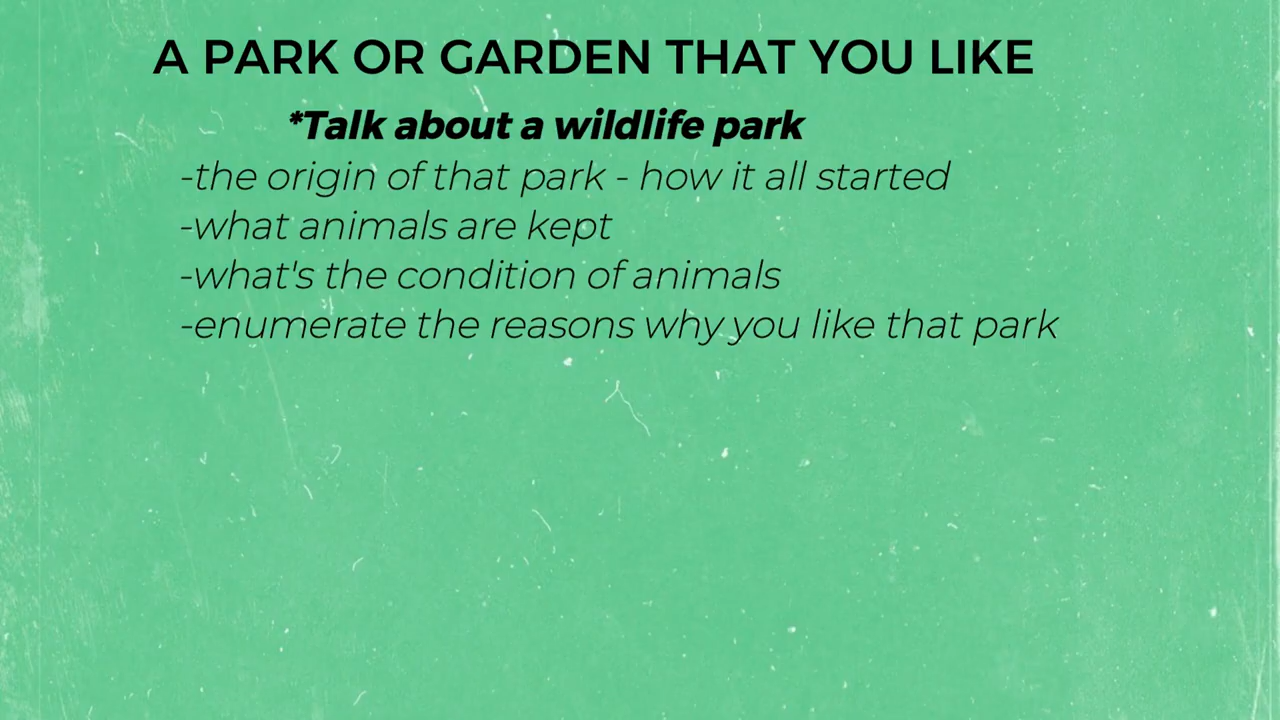 A PARK OR GARDEN THAT YOU LIKE
*Talk about a wildlife park
-the origin of that park - how it all started
-what animals are kept
-what's the condition of animals
-enumerate the reasons why you like that park